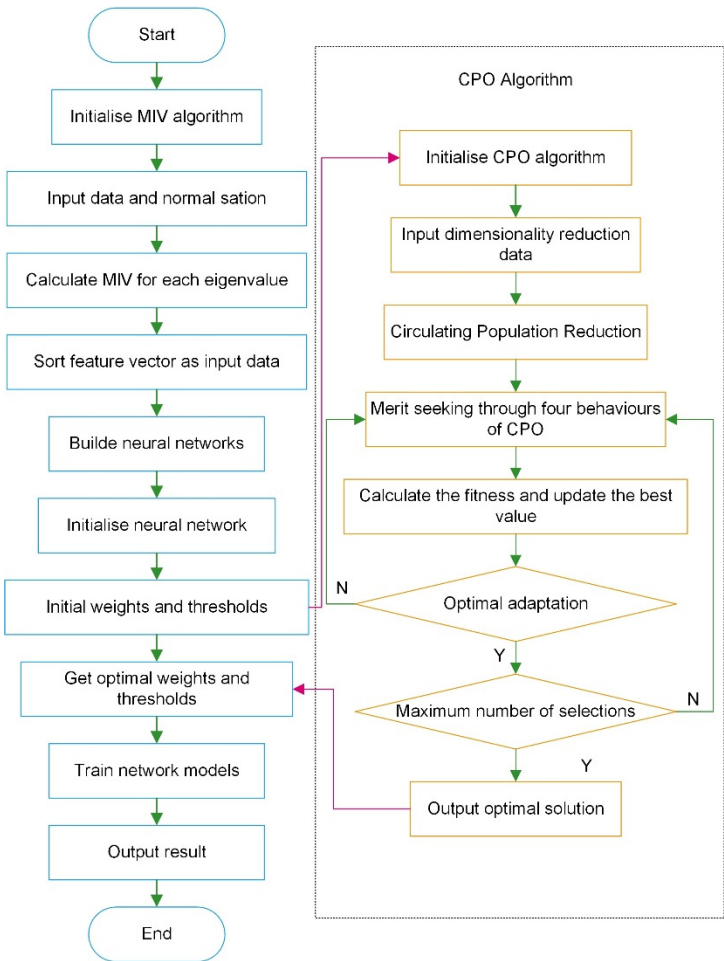 Start
Initialise MIV algorithm
Input data and normal sation
Calculate MIV for each eigenvalue
Sort feature vector as input data
Builde neural networks
Initialise neural network
Initial weights and thresholds
Get optimal weights and
thresholds
Train network models
Output result
End
CPO Algorithm
Initialise CPO algorithm
Input dimensionality reduction
data
Circulating Population Reduction
Merit seeking through four behaviours
of CPO
Calculate the fitness and update the best
value
N
Optimal adaptation
Y
Maximum number of selections
N
Y
Output optimal solution